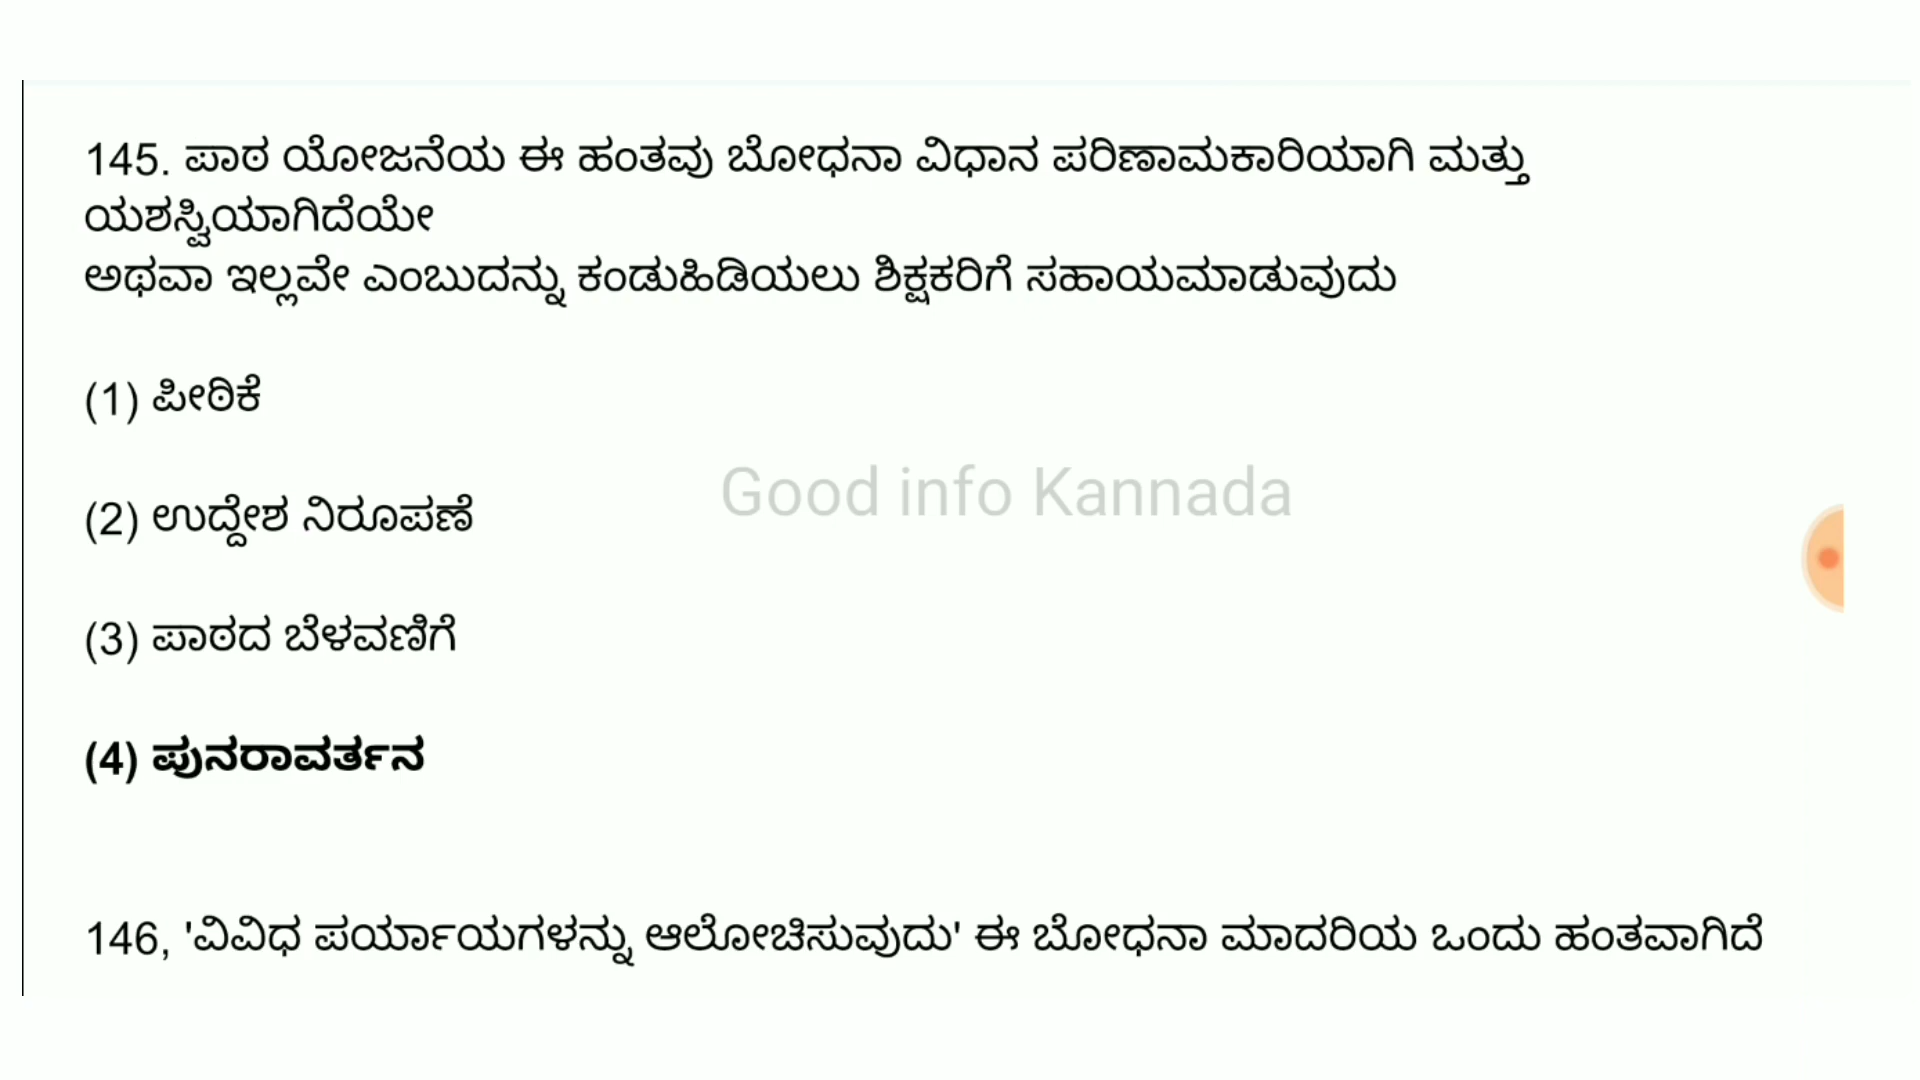 145. ಪಾಠ ಯೋಜನೆಯ ಈ ಹಂತವು ಬೋಧನಾ ವಿಧಾನ ಪರಿಣಾಮಕಾರಿಯಾಗಿ ಮತ್ತು
ಯಶಸ್ವಿಯಾಗಿದೆಯೇ
ಅಥವಾ ಇಲ್ಲವೇ ಎಂಬುದನ್ನು ಕಂಡುಹಿಡಿಯಲು ಶಿಕ್ಷಕರಿಗೆ ಸಹಾಯಮಾಡುವುದು
(1) ಪೀಠಿಕೆ
Good info Kannada
(2) ಉದ್ದೇಶ ನಿರೂಪಣೆ
(3) ಪಾಠದ ಬೆಳವಣಿಗೆ
(4) ಪುನರಾವರ್ತನ
146, 'ವಿವಿಧ ಪರ್ಯಾಯಗಳನ್ನು ಆಲೋಚಿಸುವುದು' ಈ ಬೋಧನಾ ಮಾದರಿಯ ಒಂದು ಹಂತವಾಗಿದೆ